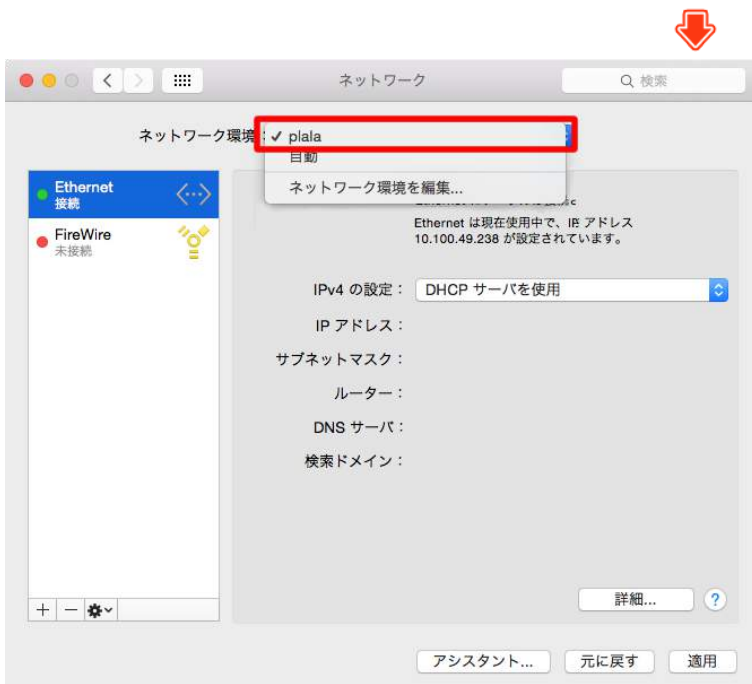 ネットワーク
検索
ネットワーク環境：
✓ plala
自動
ネットワーク環境を編集...
Ethernet
接続
FireWire
未接続
Ethernet は現在使用中で、IP アドレス
10.100.49.238 が設定されています。
IPv4 の設定：
DHCP サーバを使用
IP アドレス：
サブネットマスク：
ルーター：
DNS サーバ：
検索ドメイン：
詳細...
?
アシスタント...
元に戻す
適用